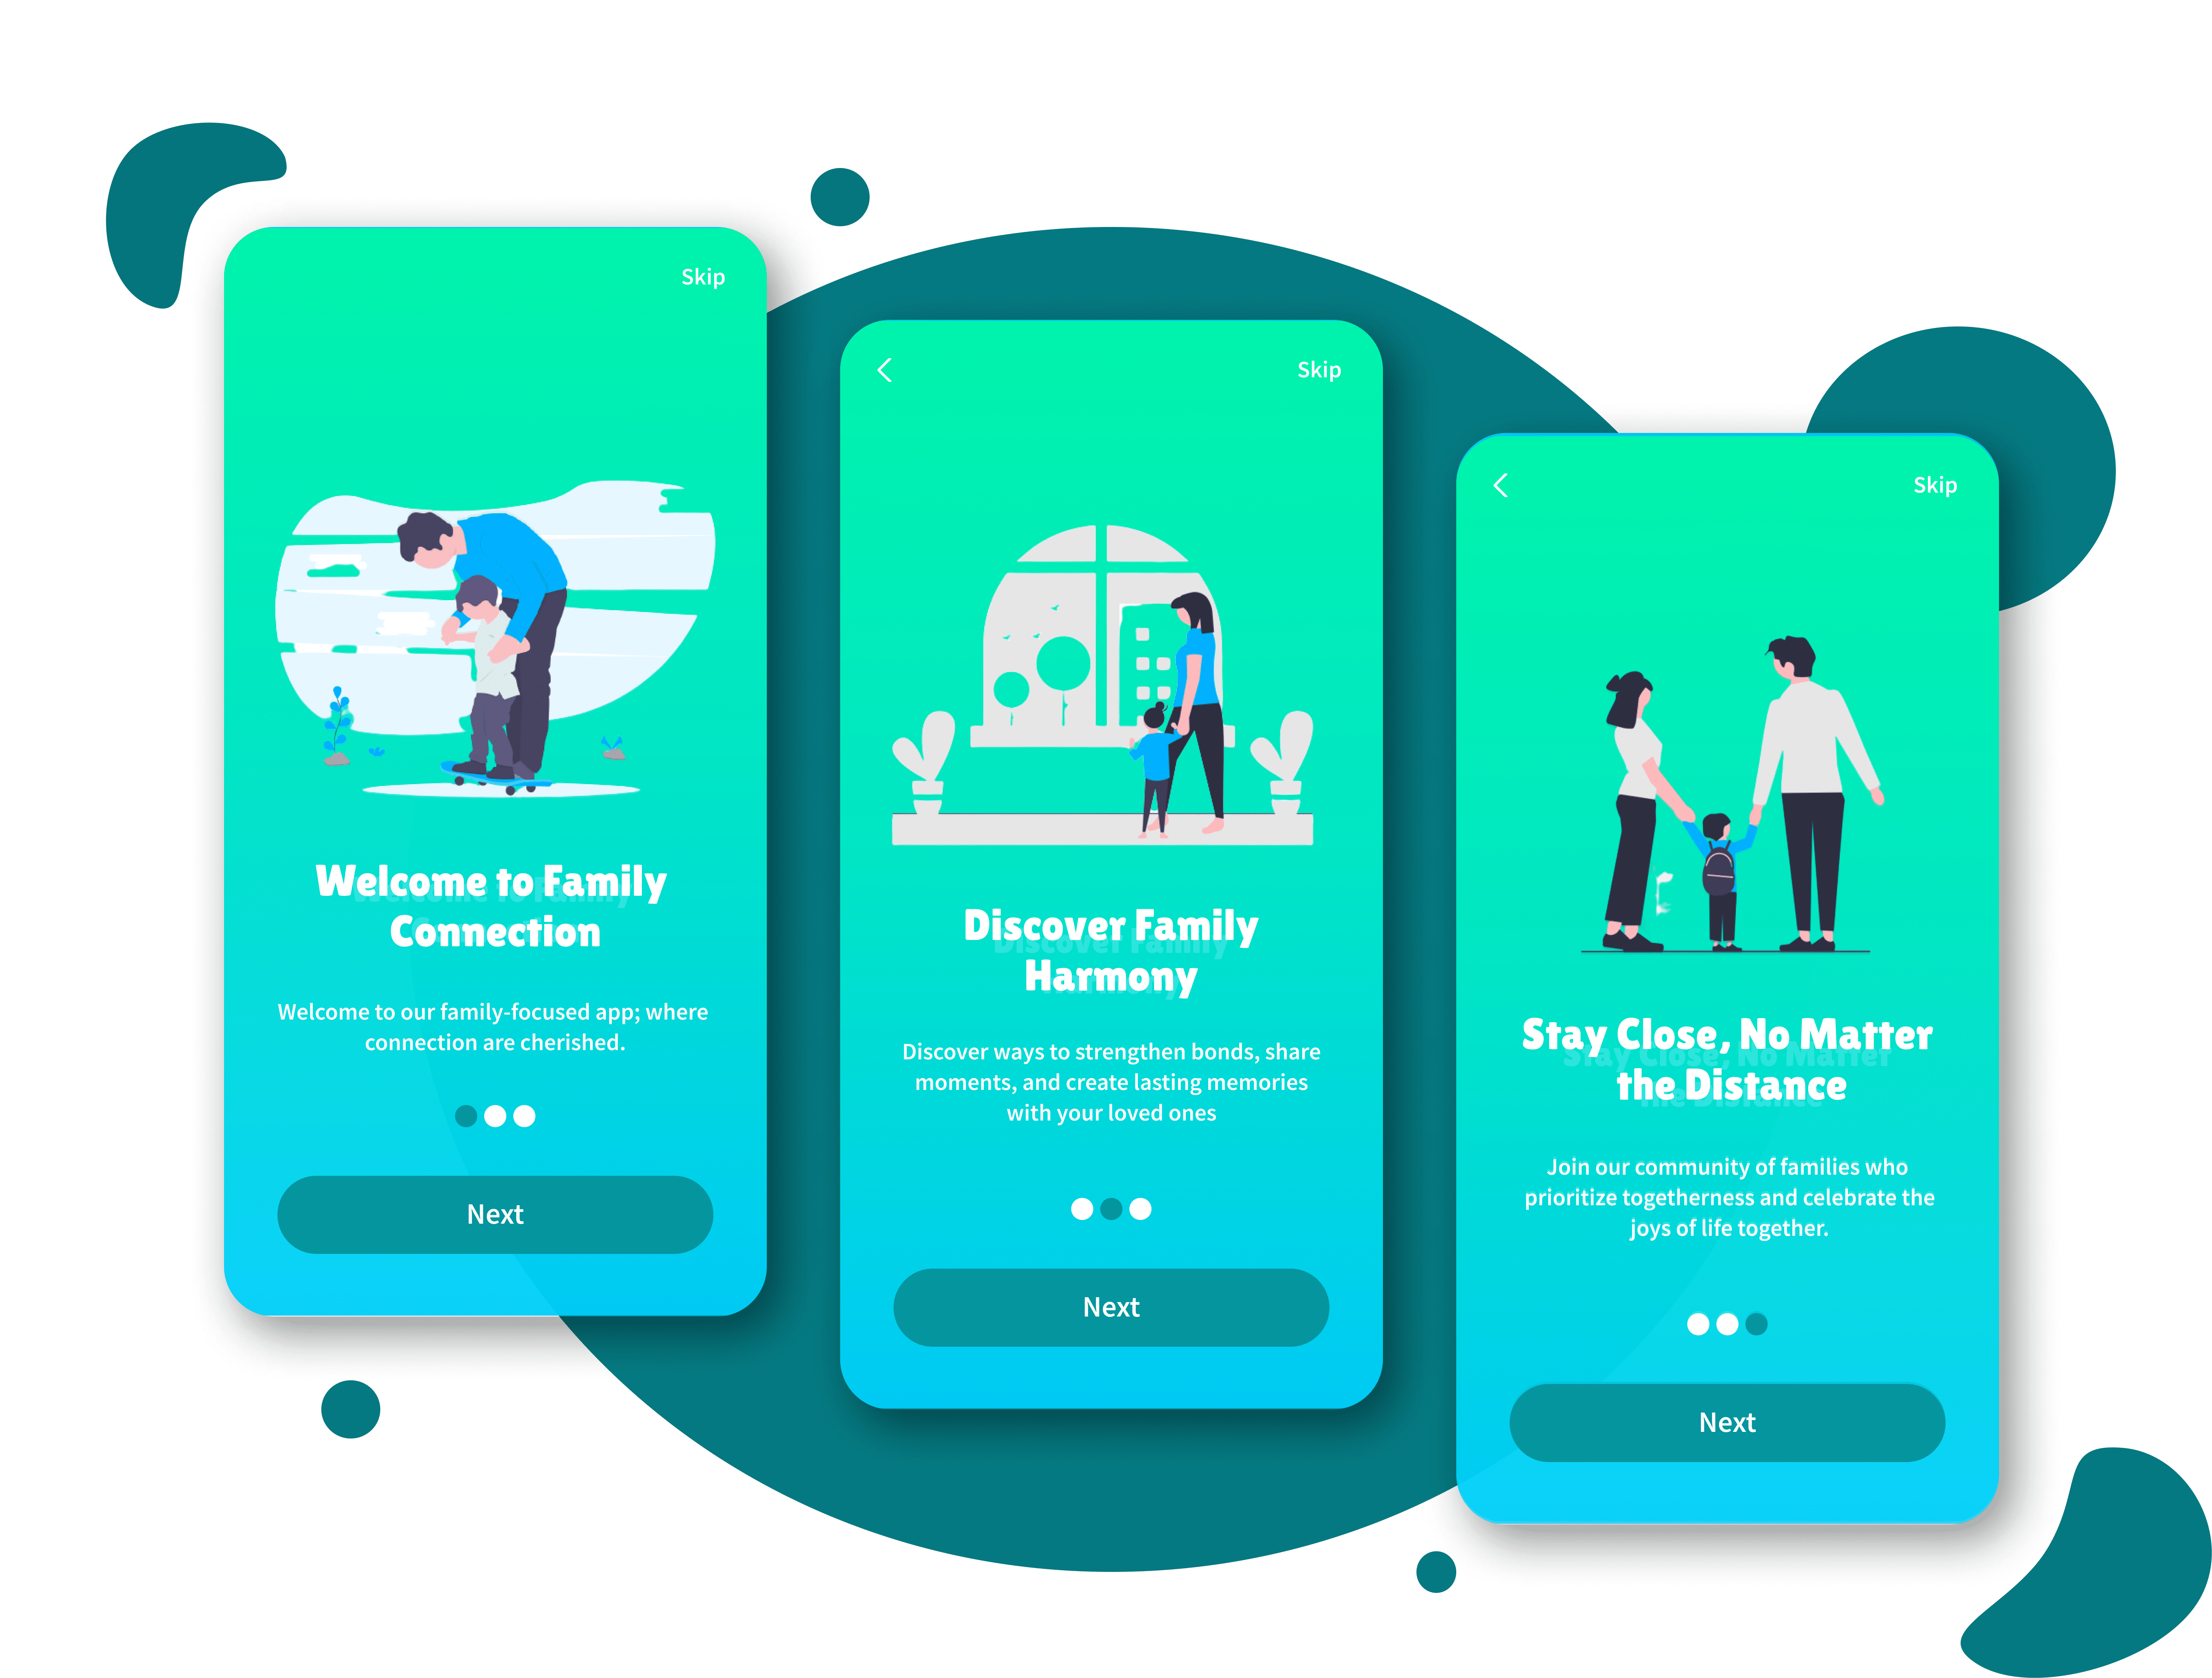 Skip
Welcome to Family
Connection
Welcome to our family-focused app; where
connection are cherished.
Next
Skip
Discover Family
Harmony
Discover ways to strengthen bonds, share
moments, and create lasting memories
with your loved ones
Next
Skip
Stay Close, No Matter
the Distance
Join our community of families who
prioritize togetherness and celebrate the
joys of life together.
Next